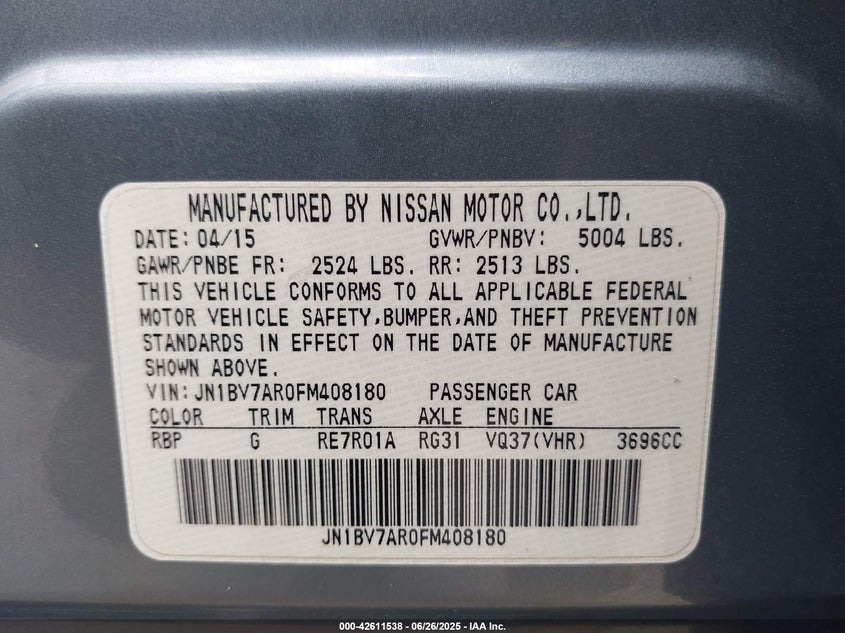 MANUFACTURED BY NISSAN MOTOR CO.,LTD.
DATE: 04/15 GVWR/PNBV: 5004 LBS.
GAWR/PNBE FR: 2524 LBS. RR: 2513 LBS.
THIS VEHICLE CONFORMS TO ALL APPLICABLE FEDERAL
MOTOR VEHICLE SAFETY,BUMPER,AND THEFT PREVENTION
STANDARDS IN EFFECT ON THE DATE OF MANUFACTURE
SHOWN ABOVE.
VIN: JN1BV7AR0FM408180 PASSENGER CAR
COLOR TRIM TRANS AXLE ENGINE
RBP G RE7R01A RG31 VQ37(VHR) 3696CC
JN1BV7AR0FM408180
000-42611538 - 06/26/2025 - IAA Inc.